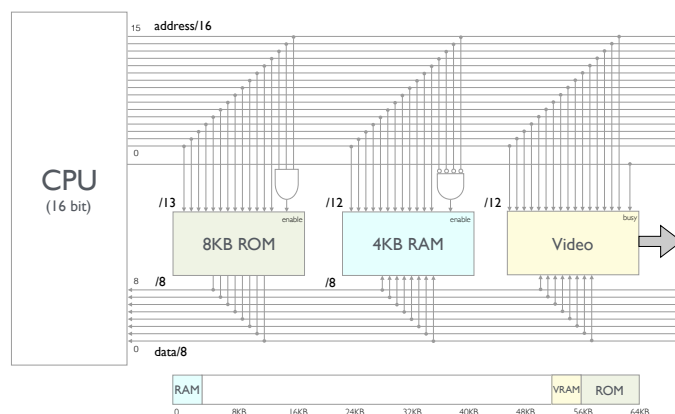 15 address/16
0
CPU
(16 bit)
/13
/12
/12
enable
enable
busy
8KB ROM
4KB RAM
Video
8
/8
/8
0
data/8
RAM
VRAM
ROM
0 8KB 16KB 24KB 32KB 40KB 48KB 56KB 64KB